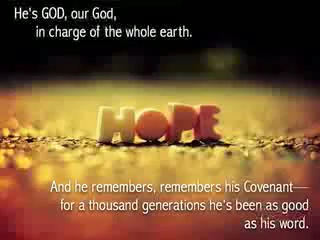 He's GOD, our God,
in charge of the whole earth.
HOPE
And he remembers, remembers his Covenant—
for a thousand generations he's been as good
as his word.